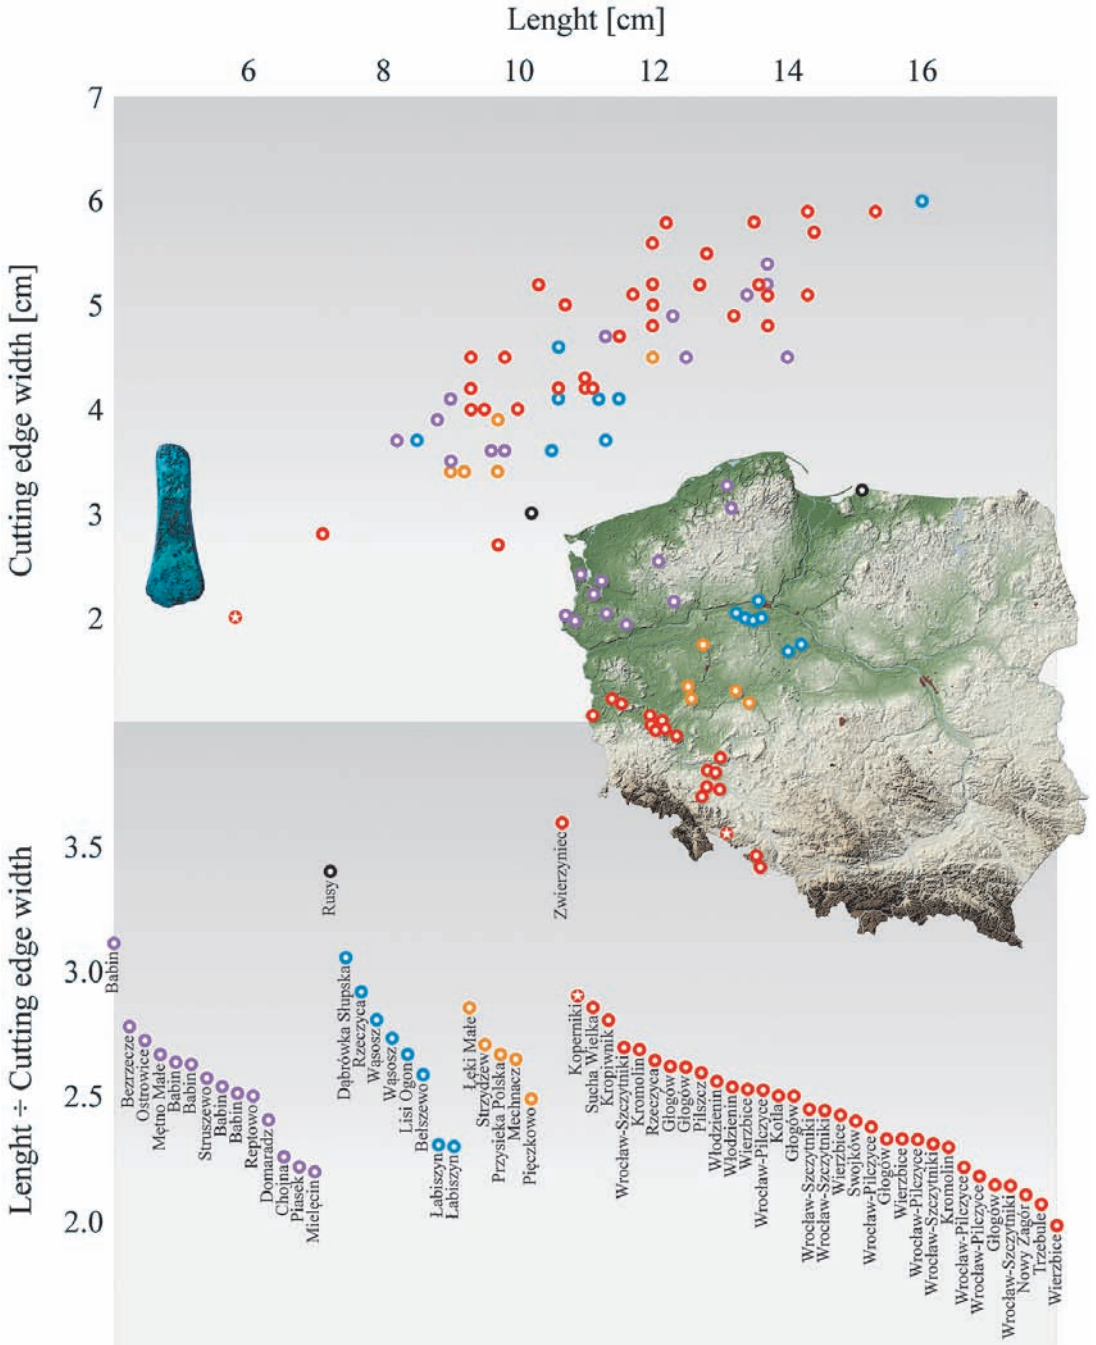 Lenght [cm]
6 8 10 12 14 16
7
6
5
4
3
2
Cutting edge width [cm]
3.5
3.0
2.5
2.0
Lenght ÷ Cutting edge width
Babin
Bezrzecze
Ostrowice
Mętno Małe
Babin
Babin
Struszewo
Babin
Babin
Reptowo
Domaradz
Chojna
Piasek
Mielęcin
Rusy
Dąbrówka Słupska
Rzeczyca
Wąsosz
Wąsosz
Lisi Ogon
Bełszewo
Łabiszyn
Łabiszyn
Łęki Małe
Strzydzew
Przysieka Polska
Mechnacz
Pięczkowo
Zwierzyniec
Koperniki
Sucha Wielka
Kropiwnik
Wrocław-Szczytniki
Kromolin
Rzeczyca
Głogów
Głogów
Pilszcz
Włodzienin
Włodzienin
Wierzbice
Wrocław-Pilczyce
Kotla
Głogów
Wrocław-Szczytniki
Wrocław-Szczytniki
Wierzbice
Swojków
Wrocław-Pilczyce
Głogów
Wierzbice
Wrocław-Pilczyce
Wrocław-Szczytniki
Kromolin
Wrocław-Pilczyce
Wrocław-Pilczyce
Głogów
Wrocław-Szczytniki
Nowy Zagór
Trzebule
Wierzbice